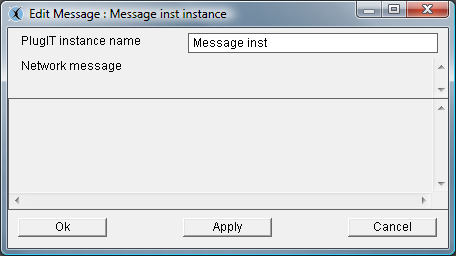 Edit Message : Message inst instance
PlugIT instance name
Message inst
Network message
Ok
Apply
Cancel